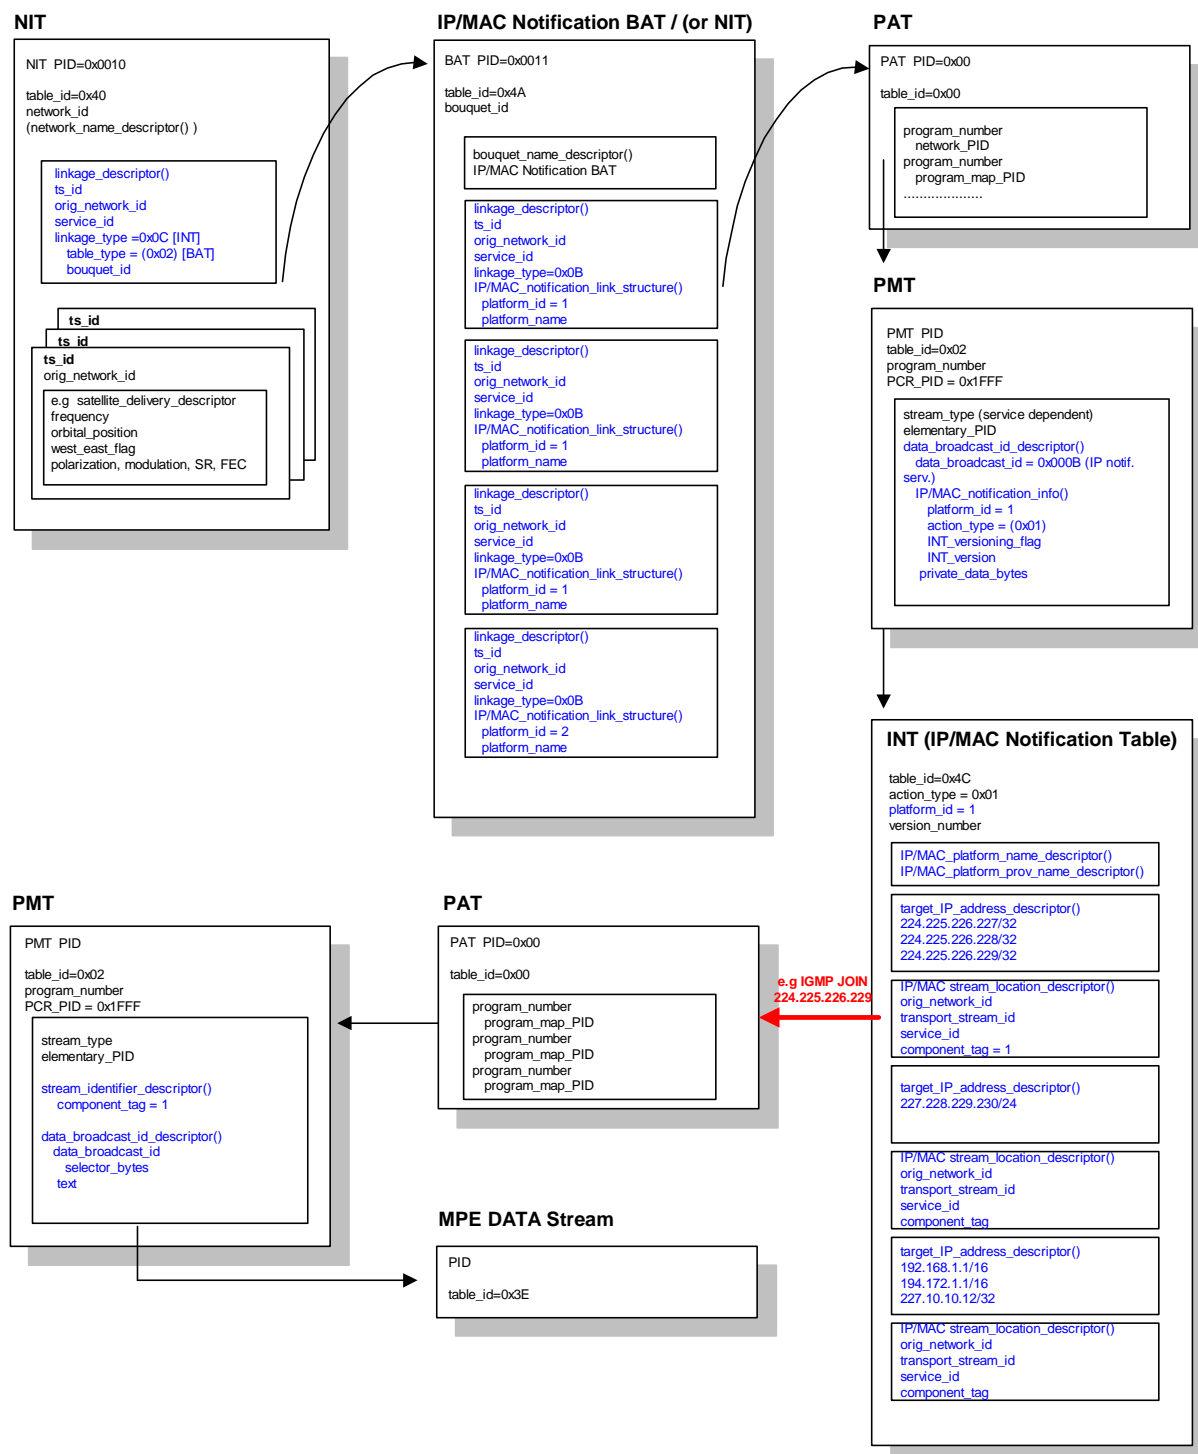 NIT
NIT PID=0x0010
table_id=0x40
network_id
(network_name_descriptor() )
linkage_descriptor()
ts_id
orig_network_id
service_id
linkage_type =0x0C [INT]
table_type = (0x02) [BAT]
bouquet_id
ts_id
ts_id
ts_id
orig_network_id
e.g satellite_delivery_descriptor
frequency
orbital_position
west_east_flag
polarization, modulation, SR, FEC
IP/MAC Notification BAT / (or NIT)
BAT PID=0x0011
table_id=0x4A
bouquet_id
bouquet_name_descriptor()
IP/MAC Notification BAT
linkage_descriptor()
ts_id
orig_network_id
service_id
linkage_type=0x0B
IP/MAC_notification_link_structure()
platform_id = 1
platform_name
linkage_descriptor()
ts_id
orig_network_id
service_id
linkage_type=0x0B
IP/MAC_notification_link_structure()
platform_id = 1
platform_name
linkage_descriptor()
ts_id
orig_network_id
service_id
linkage_type=0x0B
IP/MAC_notification_link_structure()
platform_id = 1
platform_name
linkage_descriptor()
ts_id
orig_network_id
service_id
linkage_type=0x0B
IP/MAC_notification_link_structure()
platform_id = 2
platform_name
PAT
PAT PID=0x00
table_id=0x00
program_number
network_PID
program_number
program_map_PID
.....................
PMT
PMT PID
table_id=0x02
program_number
PCR_PID = 0x1FFF
stream_type (service dependent)
elementary_PID
data_broadcast_id_descriptor()
data_broadcast_id = 0x000B (IP notif.
serv.)
IP/MAC_notification_info()
platform_id = 1
action_type = (0x01)
INT_versioning_flag
INT_version
private_data_bytes
INT (IP/MAC Notification Table)
table_id=0x4C
action_type = 0x01
platform_id = 1
version_number
IP/MAC_platform_name_descriptor()
IP/MAC_platform_prov_name_descriptor()
target_IP_address_descriptor()
224.225.226.227/32
224.225.226.228/32
224.225.226.229/32
IP/MAC stream_location_descriptor()
orig_network_id
transport_stream_id
service_id
component_tag = 1
target_IP_address_descriptor()
227.228.229.230/24
IP/MAC stream_location_descriptor()
orig_network_id
transport_stream_id
service_id
component_tag
target_IP_address_descriptor()
192.168.1.1/16
194.172.1.1/16
227.10.10.12/32
IP/MAC stream_location_descriptor()
orig_network_id
transport_stream_id
service_id
component_tag
e.g IGMP JOIN
224.225.226.229
PAT
PAT PID=0x00
table_id=0x00
program_number
program_map_PID
program_number
program_map_PID
program_number
program_map_PID
PMT
PMT PID
table_id=0x02
program_number
PCR_PID = 0x1FFF
stream_type
elementary_PID
stream_identifier_descriptor()
component_tag = 1
data_broadcast_id_descriptor()
data_broadcast_id
selector_bytes
text
MPE DATA Stream
PID
table_id=0x3E